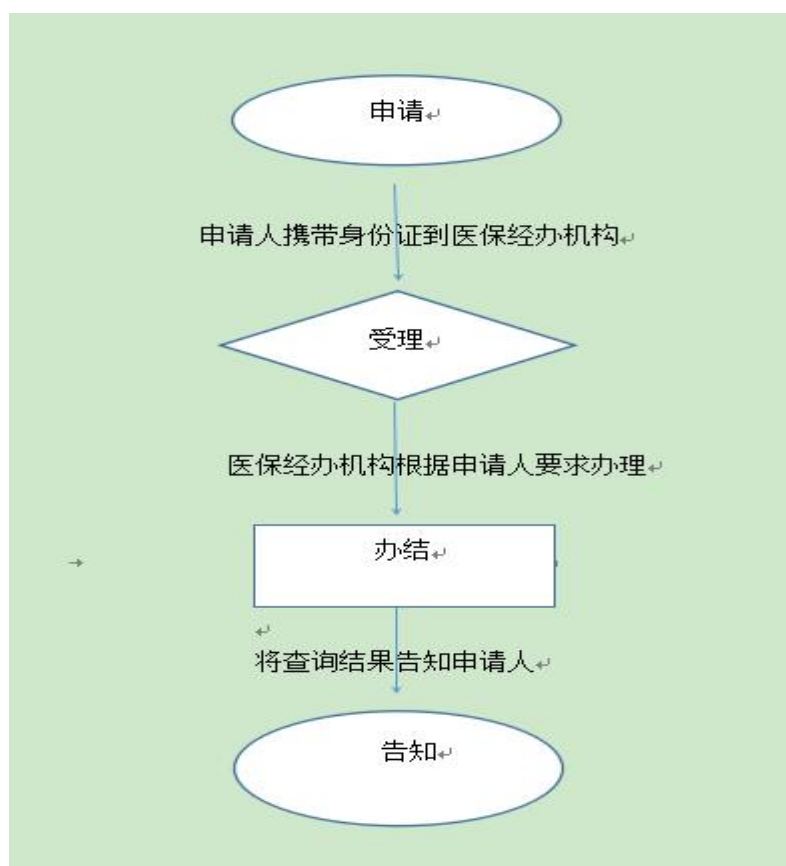 申请
申请人携带身份证到医保经办机构
受理
医保经办机构根据申请人要求办理
办结
将查询结果告知申请人
告知